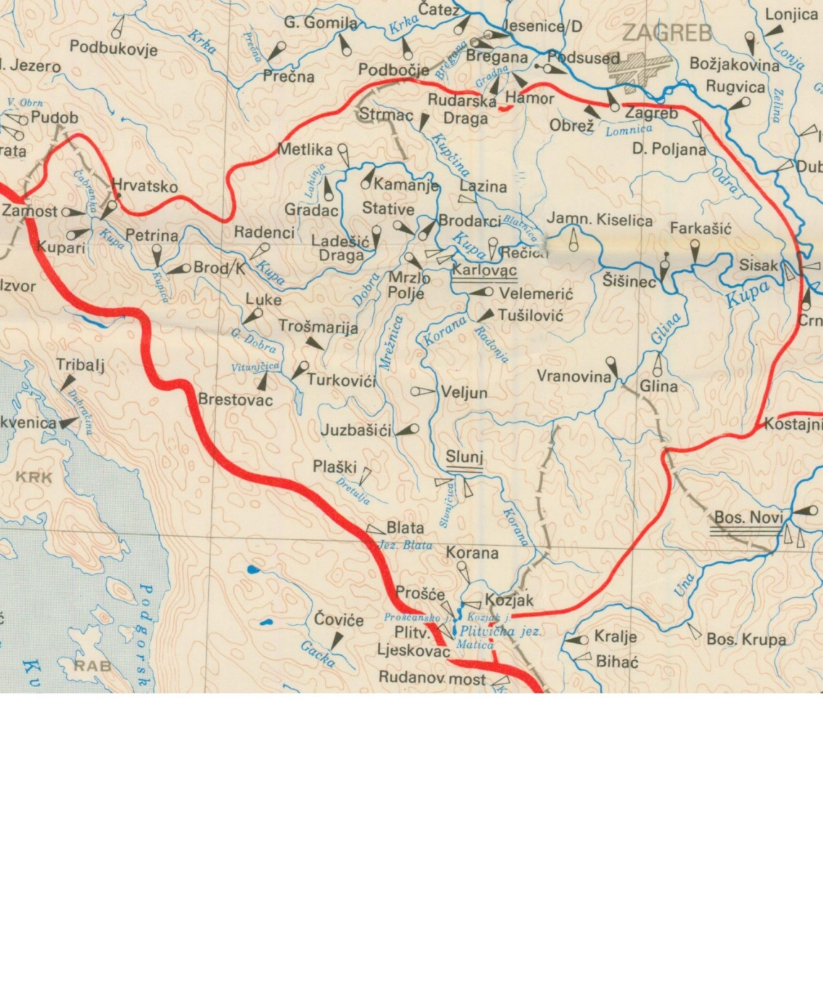 Čatež
Lonjica
G. Gomila
Krka
Jesenice/D
ZAGREB
Podbukovje
Krka
Prečna
Bregana
Bregana
Podsused
Božjakovina
Lonja
Jezero
Prečna
Podbočje
Gradna
Rugvica
V. Obrh
Pudob
Rudarska
Draga
Hamor
Zagreb
Zelina
Strmac
Obrež
Lomnica
D. Poljana
Metlika
Kupčina
Dub
Čabranka
Hrvatsko
Lahinja
Kamanje
Lazina
Odra
Zamost
Gradac
Stative
Brodarci
Blatnica
Jamn. Kiselica
Farkašić
Kupari
Kupa
Petrina
Radenci
Ladešić
Draga
Kupa
Rečica
Brod/K
Kupa
Mrzlo
Polje
Karlovac
Šišinec
Sisak
Izvor
Kupica
Dobra
Velemerić
Kupa
Luke
Tušilović
Crn
Trošmarija
G. Dobra
Mrežnica
Korana
Radonja
Glina
Tribalj
Vitunjčica
Turkovići
Vranovina
Glina
Brestovac
Veljun
Dubračina
kvenica
Juzbašići
Kostajni
Slunj
KRK
Plaški
Dretulja
Slunjčica
Korana
Bos. Novi
Blata
Jez. Blata
Korana
Una
Prošće
Kozjak
Podgorsk
Čoviće
Prošćansko j.
Kozjak j.
Plitv.
Ljeskovac
Plitvička jez.
Matica
Kralje
Bos. Krupa
Gacka
Bihać
RAB
Kv
Rudanov most